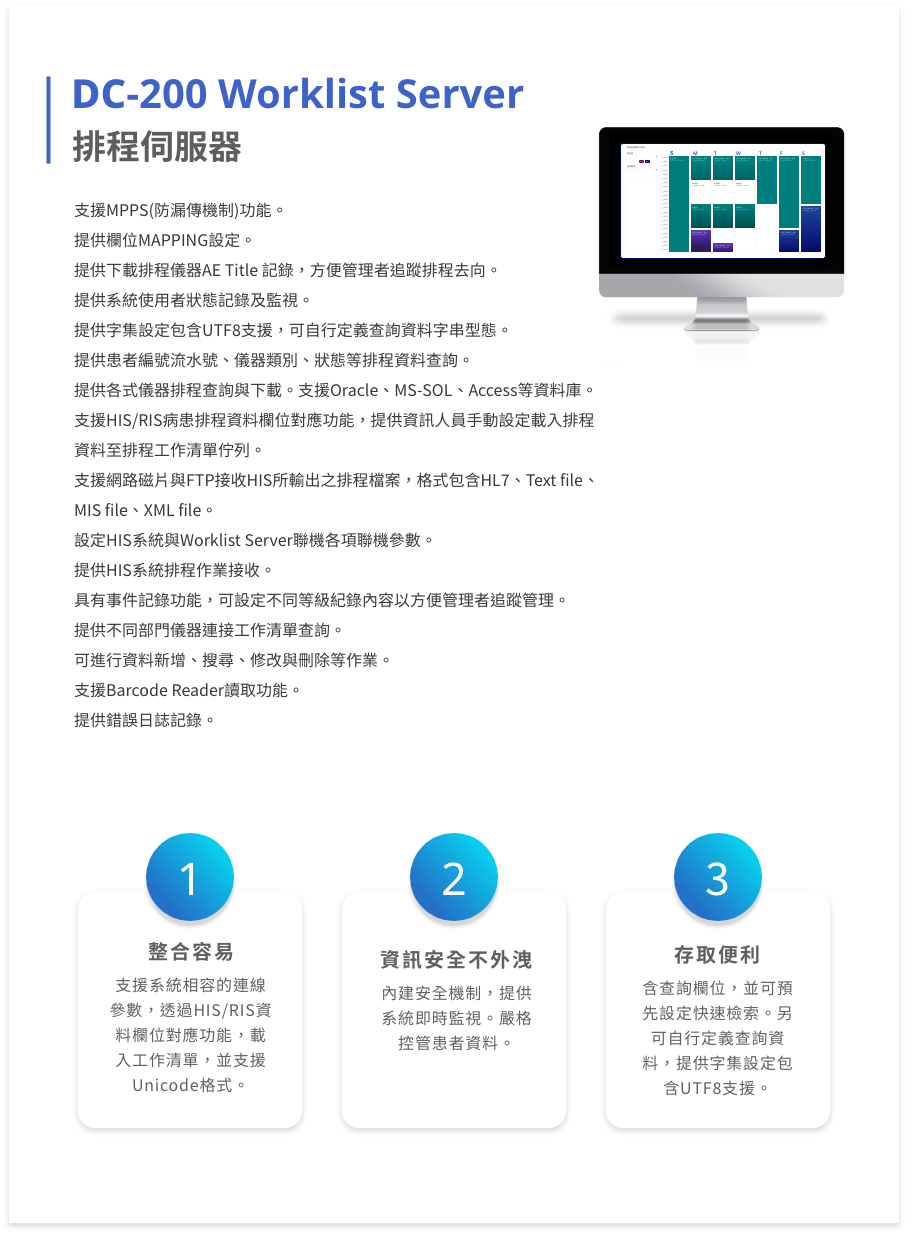 DC-200 Worklist Server
排程伺服器
支援MPPS(防漏傳機制)功能。
提供欄位MAPPING設定。
提供下載排程儀器AE Title 記錄，方便管理者追蹤排程去向。
提供系統使用者狀態記錄及監視。
提供字集設定包含UTF8支援，可自行定義查詢資料字串型態。
提供患者編號流水號、儀器類別、狀態等排程資料查詢。
提供各式儀器排程查詢與下載。支援Oracle、MS-SOL、Access等資料庫。
支援HIS/RIS病患排程資料欄位對應功能，提供資訊人員手動設定載入排程
資料至排程工作清單佇列。
支援網路磁片與FTP接收HIS所輸出之排程檔案，格式包含HL7、Text file、
MIS file、XML file。
設定HIS系統與Worklist Server聯機各項聯機參數。
提供HIS系統排程作業接收。
具有事件記錄功能，可設定不同等級紀錄內容以方便管理者追蹤管理。
提供不同部門儀器連接工作清單查詢。
可進行資料新增、搜尋、修改與刪除等作業。
支援Barcode Reader讀取功能。
提供錯誤日誌記錄。
S M T W T F S
1
整合容易
支援系統相容的連線
參數，透過HIS/RIS資
料欄位對應功能，載
入工作清單，並支援
Unicode格式。
2
資訊安全不外洩
內建安全機制，提供
系統即時監視。嚴格
控管患者資料。
3
存取便利
含查詢欄位，並可預
先設定快速檢索。另
可自行定義查詢資
料，提供字集設定包
含UTF8支援。